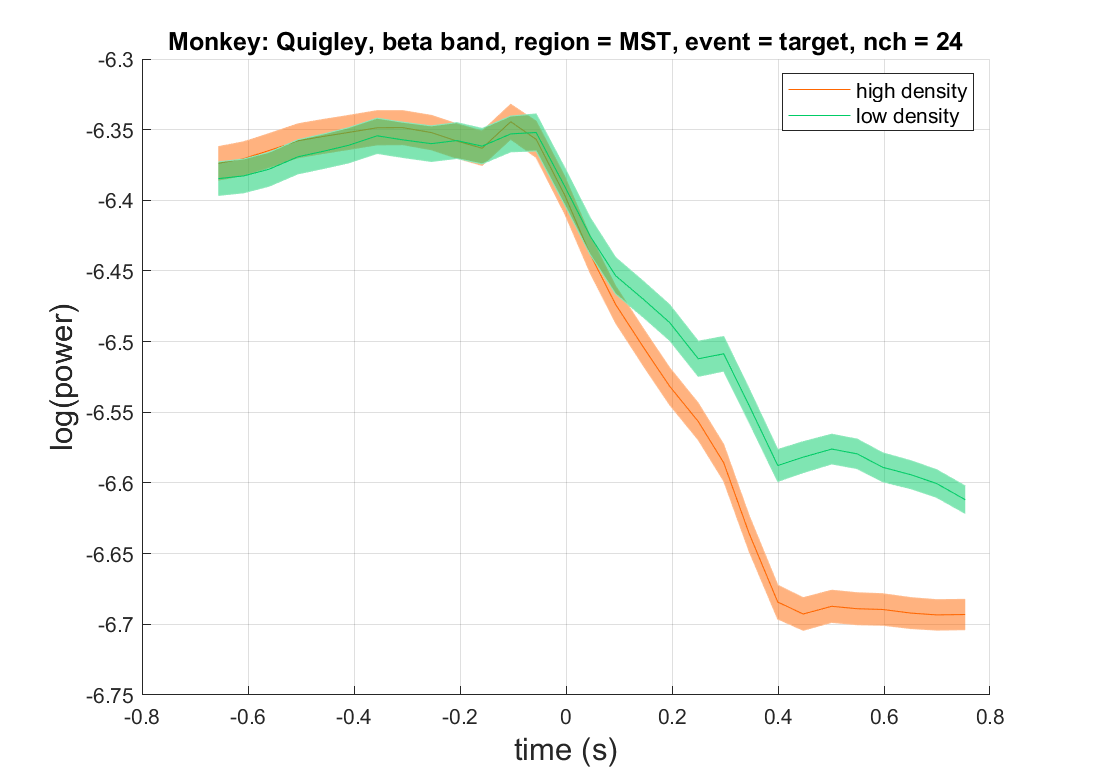 Monkey: Quigley, beta band, region = MST, event = target, nch = 24
high density
low density
-6.3
-6.35
-6.4
-6.45
-6.5
-6.55
-6.6
-6.65
-6.7
-6.75
log(power)
-0.8 -0.6 -0.4 -0.2 0 0.2 0.4 0.6 0.8
time (s)